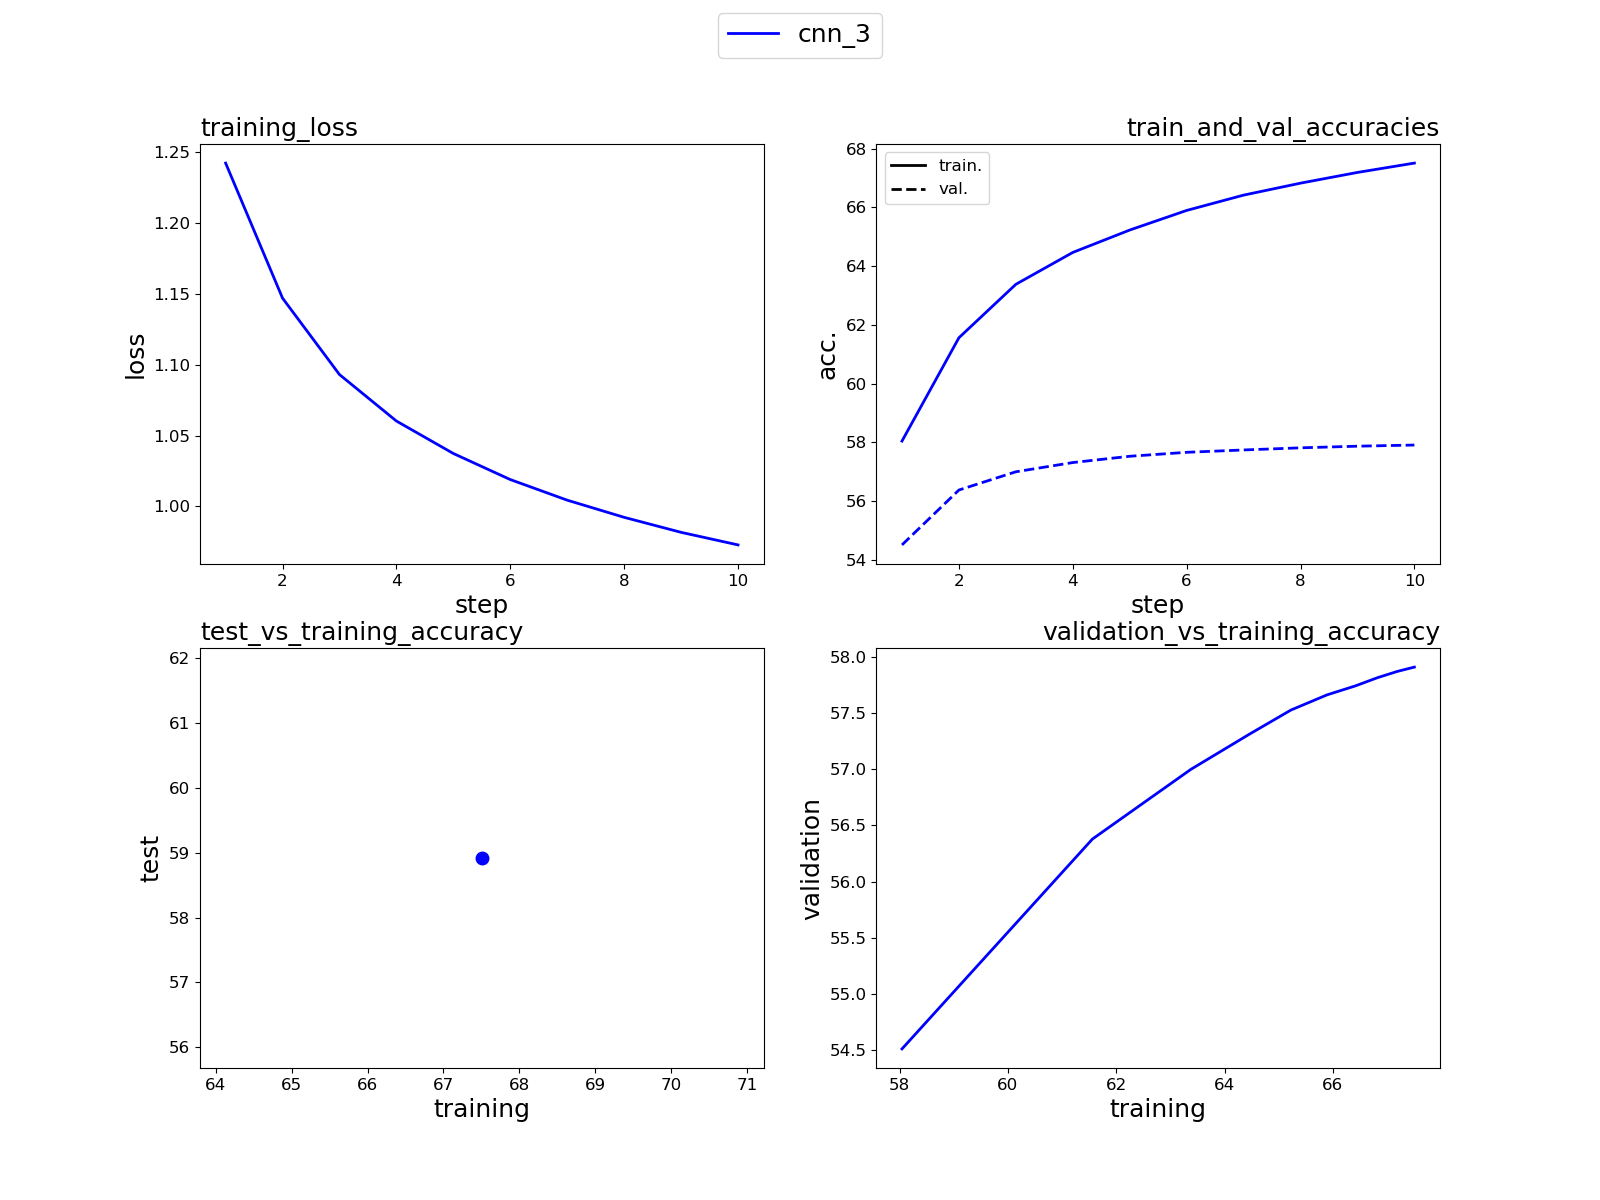 cnn_3
training_loss
1.25
1.20
1.15
1.10
1.05
1.00
loss
2 4 6 8 10
step
train_and_val_accuracies
train.
val.
68
66
64
62
60
58
56
54
acc.
2 4 6 8 10
step
test_vs_training_accuracy
62
61
60
59
58
57
56
test
64 65 66 67 68 69 70 71
training
validation_vs_training_accuracy
58.0
57.5
57.0
56.5
56.0
55.5
55.0
54.5
validation
58 60 62 64 66
training